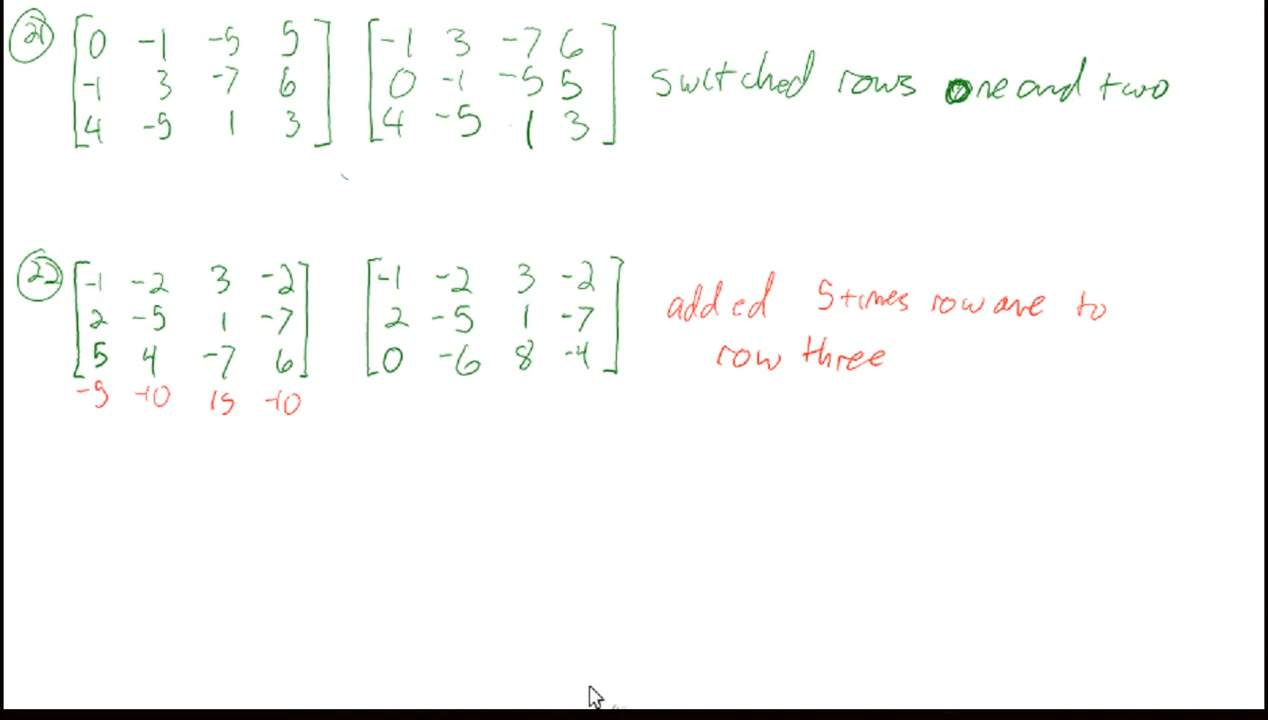 21 [0 -1 -5 5] [-1 3 -7 6]
[-1 3 -7 6] [0 -1 -5 5] switched rows one and two
[4 -5 1 3] [4 -5 1 3]
22 [-1 -2 3 -2] [-1 -2 3 -2]
[2 -5 1 -7] [2 -5 1 -7] added 5 times row one to
[5 4 -7 6] [0 -6 8 -4] row three
-5 -10 15 -10